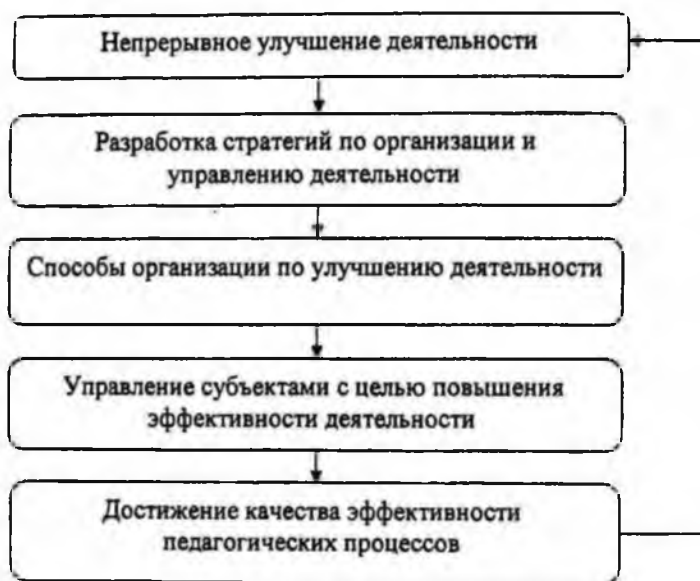 Непрерывное улучшение деятельности
Разработка стратегий по организации и
управлению деятельности
Способы организации по улучшению деятельности
Управление субъектами с целью повышения
эффективности деятельности
Достижение качества эффективности
педагогических процессов